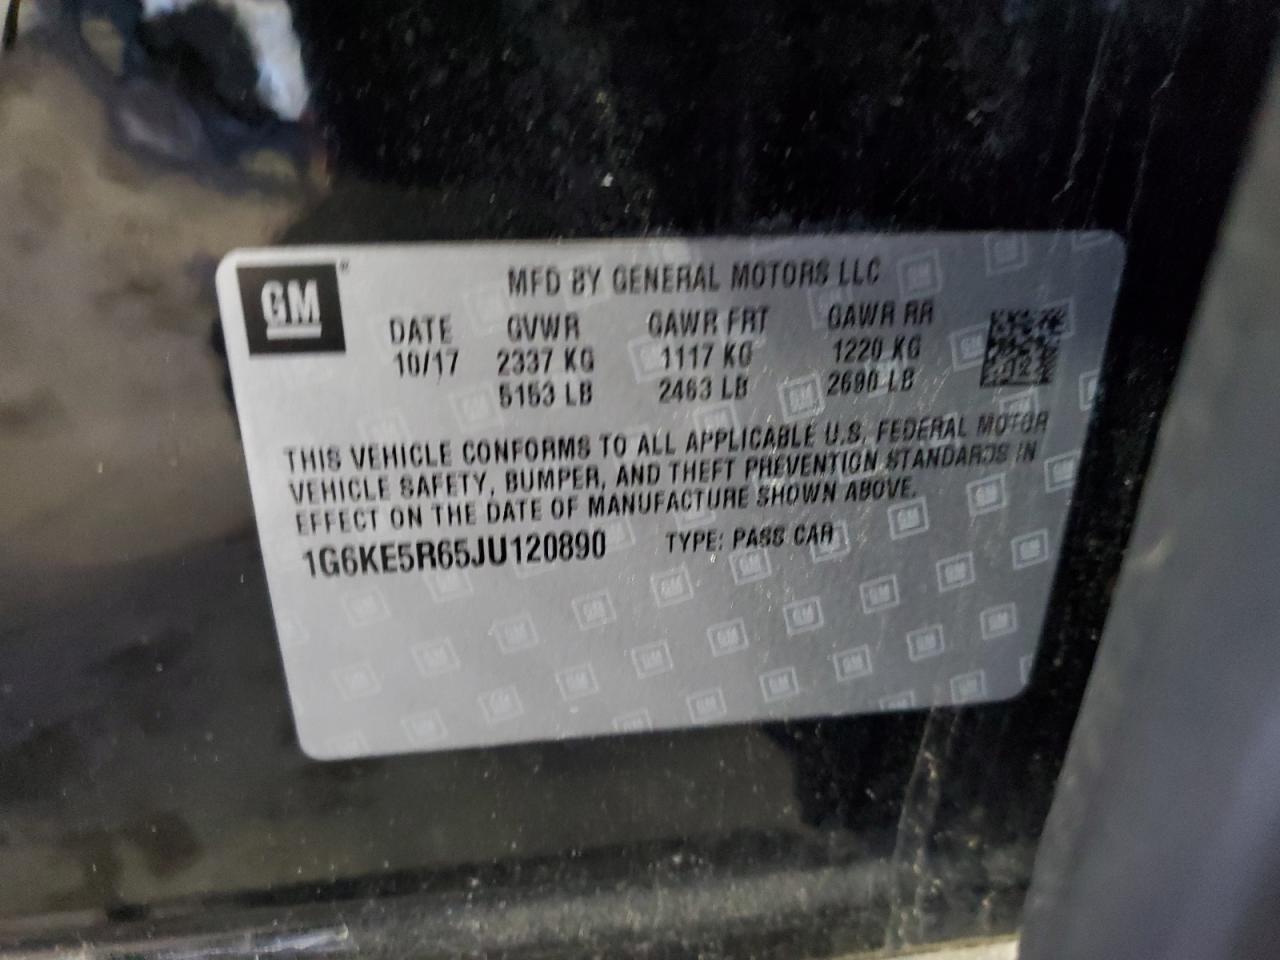 GM
MFD BY GENERAL MOTORS LLC
DATE GVWR GAWR FRT GAWR RR
10/17 2337 KG 1117 KG 1220 KG
5153 LB 2463 LB 2690 LB
THIS VEHICLE CONFORMS TO ALL APPLICABLE U.S. FEDERAL MOTOR
VEHICLE SAFETY, BUMPER, AND THEFT PREVENTION STANDARDS IN
EFFECT ON THE DATE OF MANUFACTURE SHOWN ABOVE.
1G6KE5R65JU120890 TYPE: PASS CAR